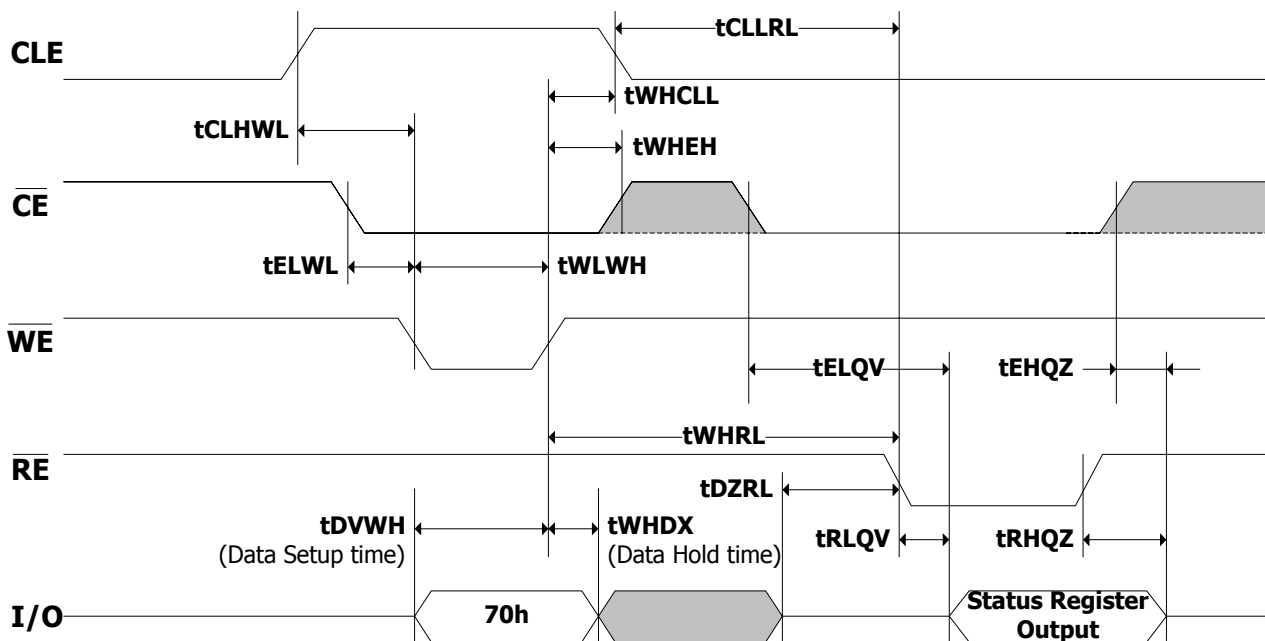 CLE
tCLLRL
tWHCLL
tCLHWL
tWHEH
CE
tELWL
tWLWH
WE
tELQV
tEHQZ
tWHRL
RE
tDZRL
tDVWH
(Data Setup time)
tWHDX
(Data Hold time)
tRLQV
tRHQZ
I/O
70h
Status Register
Output